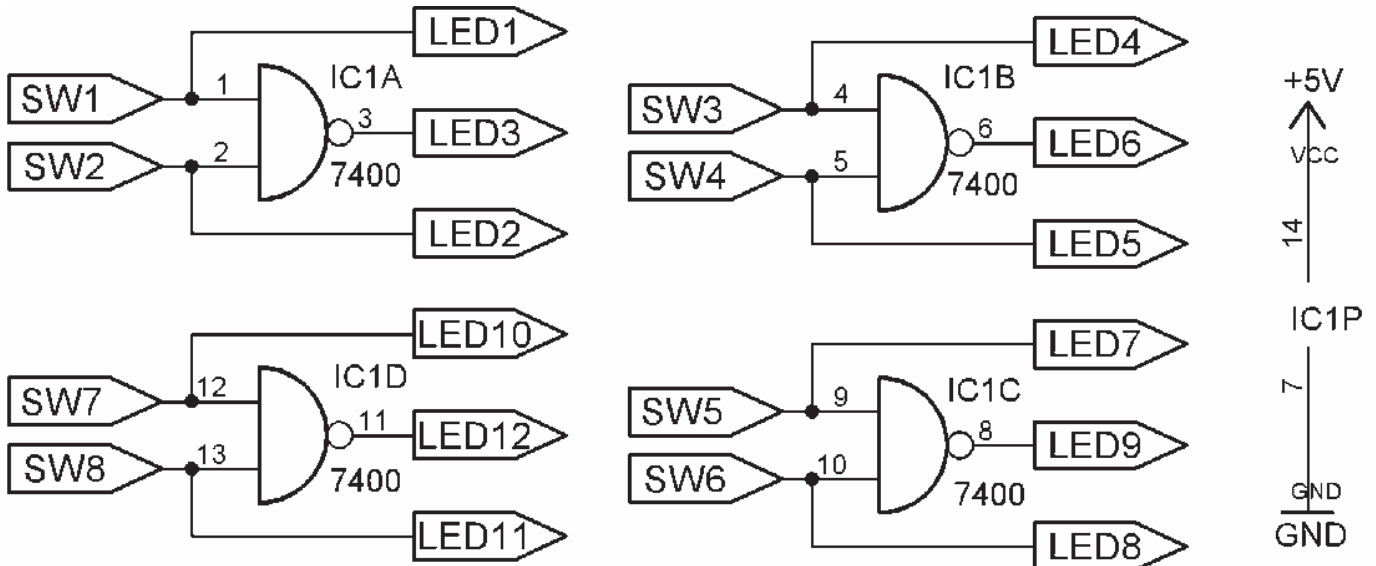 LED1
SW1
1
IC1A
3
LED3
SW2
2
7400
LED2
LED4
SW3
4
IC1B
6
LED6
SW4
5
7400
LED5
+5V
VCC
14
IC1P
7
GND
GND
LED10
SW7
12
IC1D
11
LED12
SW8
13
7400
LED11
LED7
SW5
9
IC1C
8
LED9
SW6
10
7400
LED8